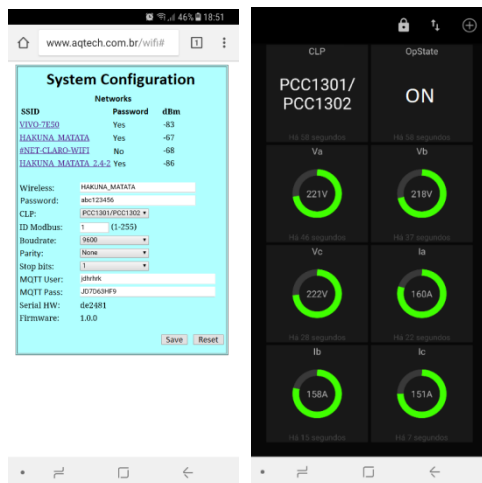 46% 18:51
www.aqtech.com.br/wifi#
1
System Configuration
Networks
SSID Password dBm
VIVO-7E50 Yes -83
HAKUNA_MATATA Yes -67
#NET-CLARO-WIFI No -68
HAKUNA_MATATA_2.4-2 Yes -86
Wireless: HAKUNA_MATATA
Password: abc123456
CLP: PCC1301/PCC1302
ID Modbus: 1 (1-255)
Boudrate: 9600
Parity: None
Stop bits: 1
MQTT User: jdhrhrk
MQTT Pass: JD7D63HF9
Serial HW: de2481
Firmware: 1.0.0
Save Reset
CLP OpState
PCC1301/
PCC1302
ON
Há 58 segundos Há 58 segundos
Va Vb
221V 218V
Há 46 segundos Há 37 segundos
Vc Ia
222V 160A
Há 28 segundos Há 22 segundos
Ib Ic
158A 151A
Há 15 segundos Há 7 segundos